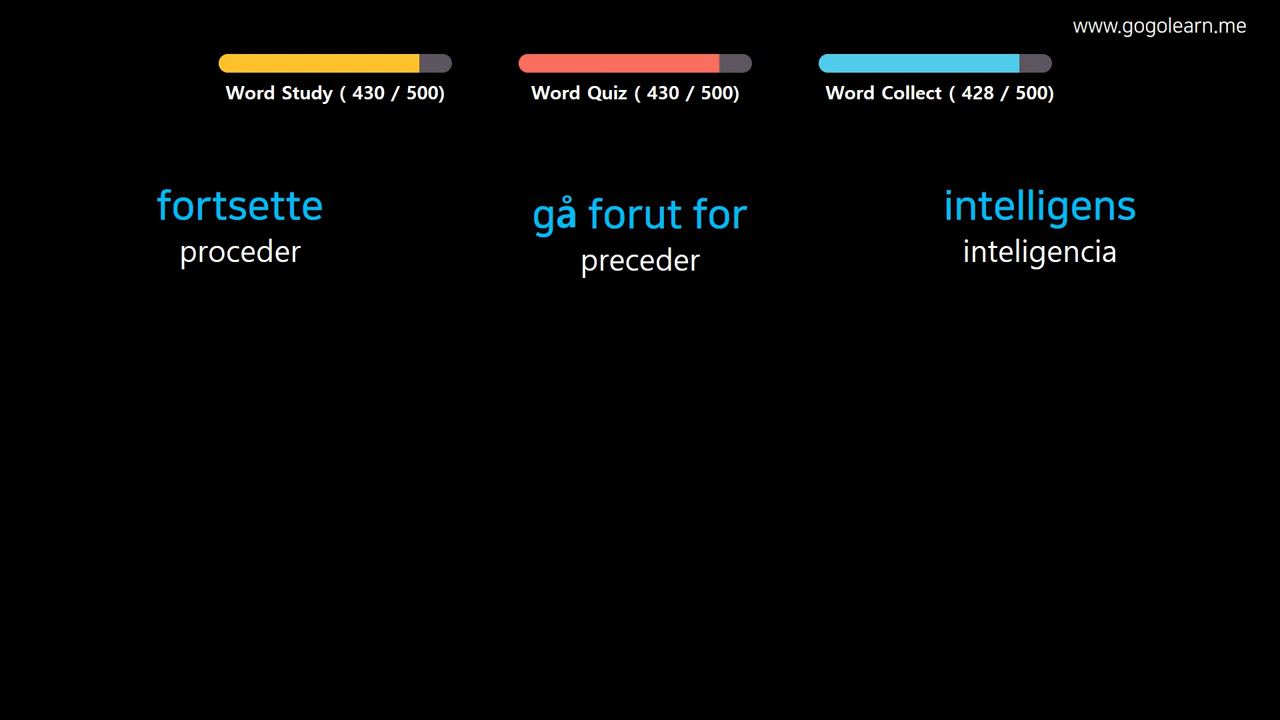 www.gogolearn.me
Word Study ( 430 / 500)
Word Quiz ( 430 / 500)
Word Collect ( 428 / 500)
fortsette
proceder
gå forut for
preceder
intelligens
inteligencia